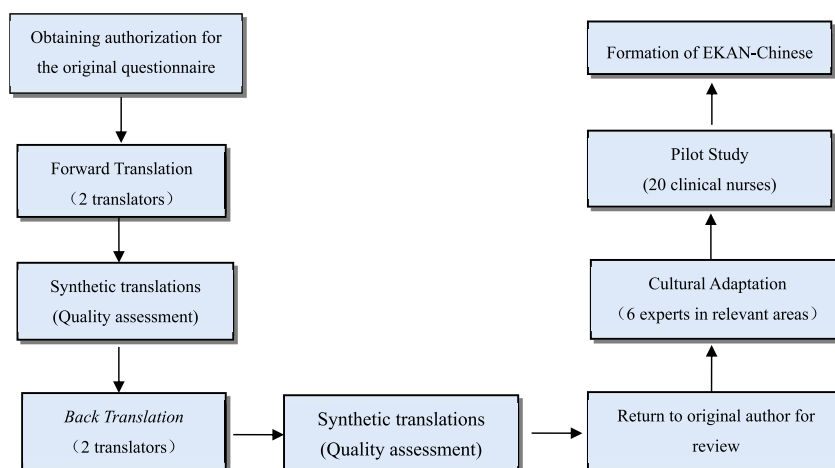 Obtaining authorization for
the original questionnaire
Forward Translation
（2 translators）
Synthetic translations
(Quality assessment)
Back Translation
（2 translators）
Synthetic translations
(Quality assessment)
Return to original author for
review
Cultural Adaptation
（6 experts in relevant areas）
Pilot Study
(20 clinical nurses)
Formation of EKAN-Chinese